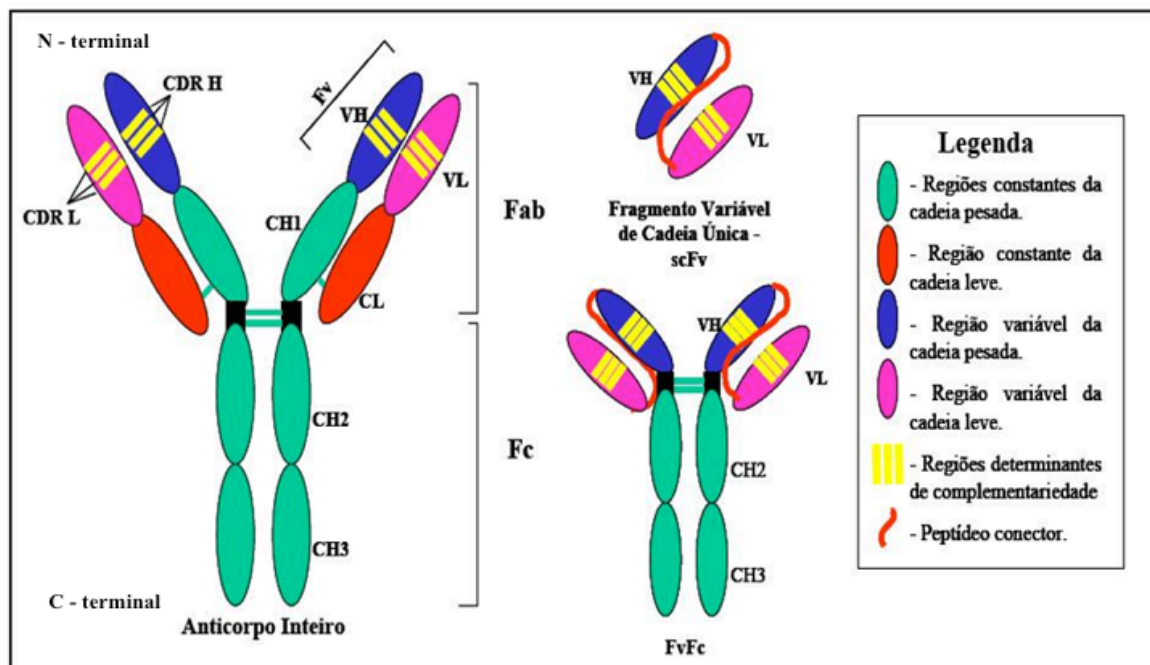 N - terminal
CDR H
Fv
VH
CDR L
VL
Fab
CH1
CL
CH2
Fc
CH3
C - terminal
Anticorpo Inteiro
VH
VL
Fragmento Variável
de Cadeia Única -
scFv
VH
VL
CH2
CH3
FvFc
Legenda
- Regiões constantes da
cadeia pesada.
- Região constante da
cadeia leve.
- Região variável da
cadeia pesada.
- Região variável da
cadeia leve.
- Regiões determinantes
de complementariedade
- Peptídeo conector.